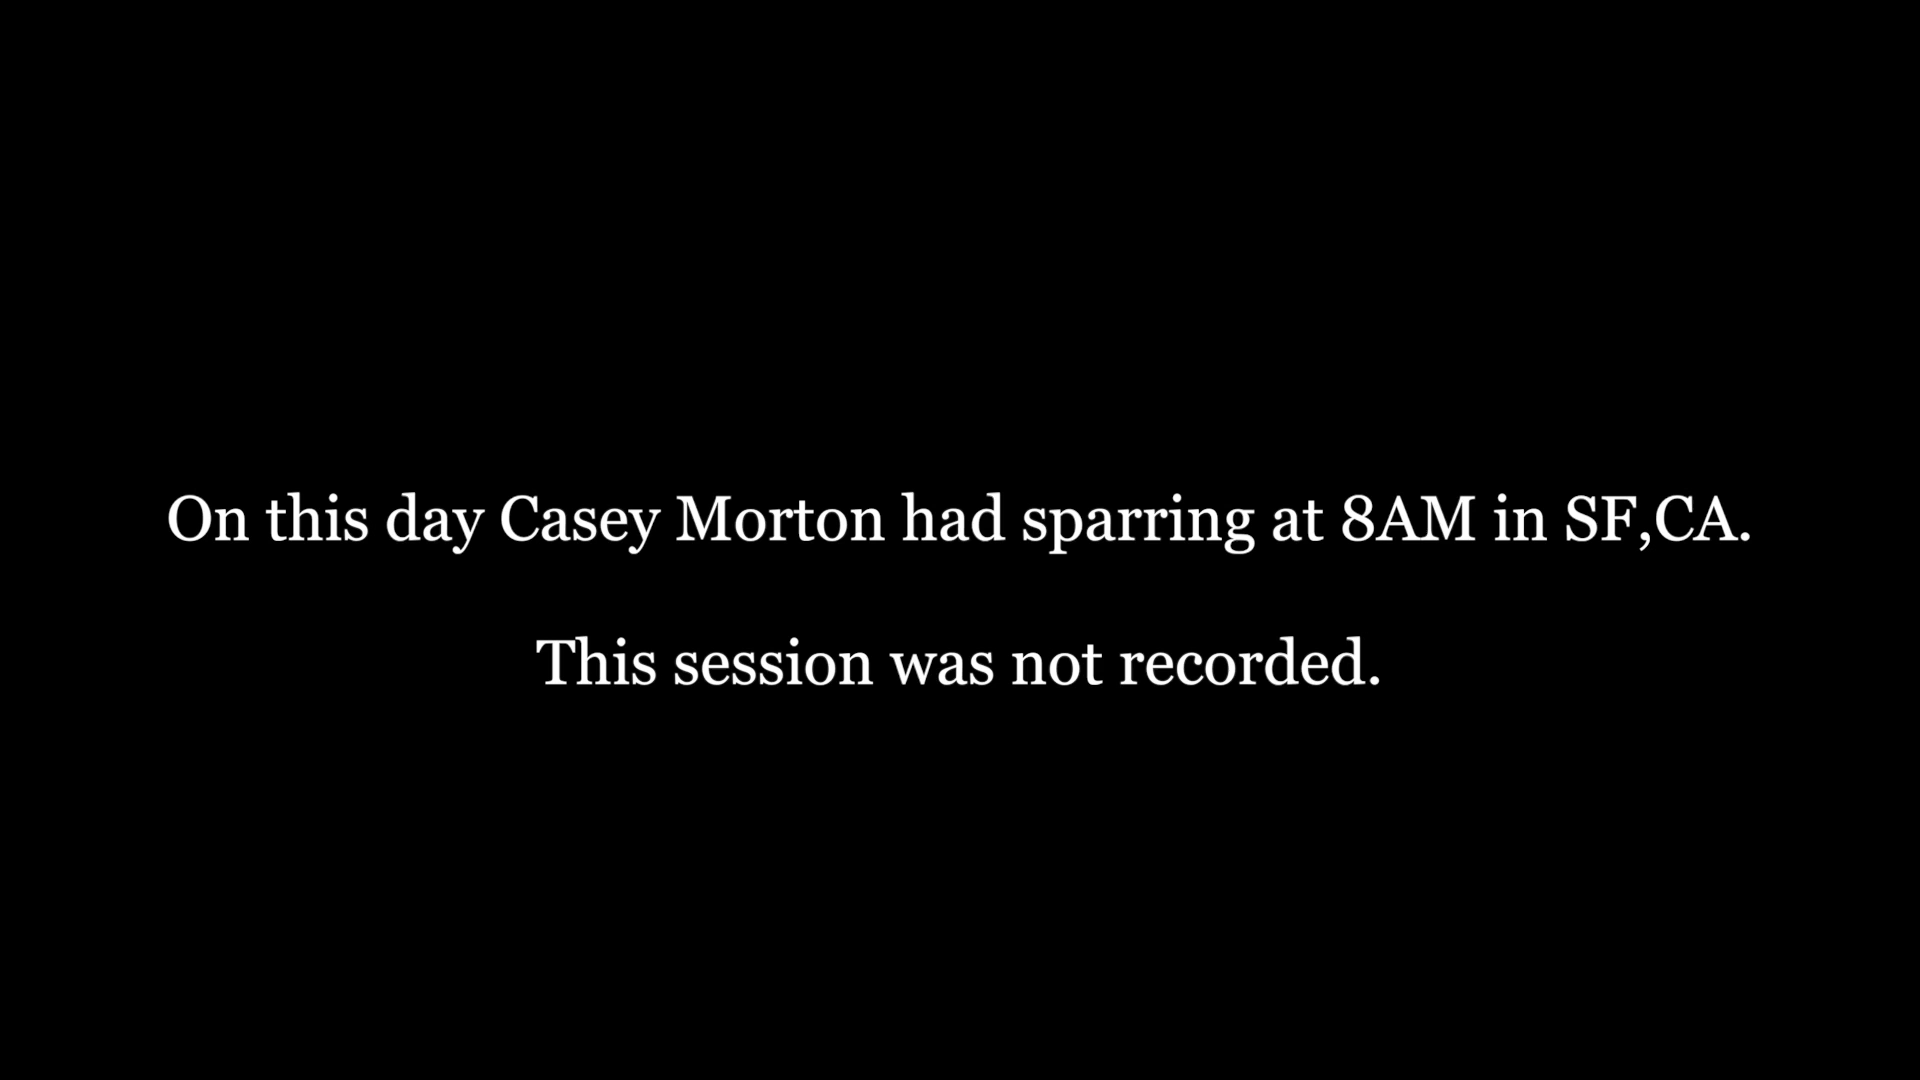 On this day Casey Morton had sparring at 8AM in SF,CA.
This session was not recorded.